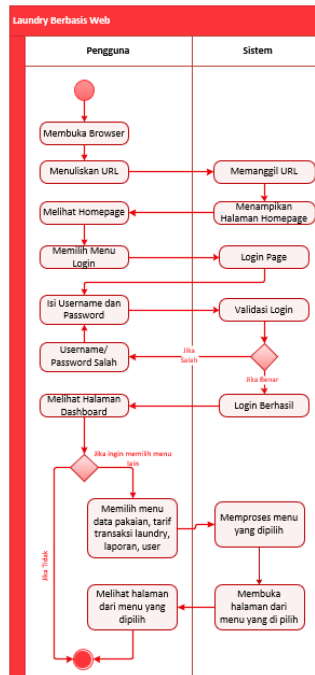 Laundry Berbasis Web
Pengguna
Sistem
Membuka Browser
Menuliskan URL
Memanggil URL
Melihat Homepage
Menampikan
Halaman Homepage
Memilih Menu
Login
Login Page
Isi Username dan
Password
Validasi Login
Username/
Password Salah
Jika
Salah
Jika Benar
Melihat Halaman
Dashboard
Login Berhasil
Jika ingin memilih menu
lain
Memilih menu
data pakaian, tarif
transaksi laundry,
laporan, user
Memproses menu
yang dipilih
Jika Tidak
Melihat halaman
dari menu yang
dipilih
Membuka
halaman dari
menu yang di pilih